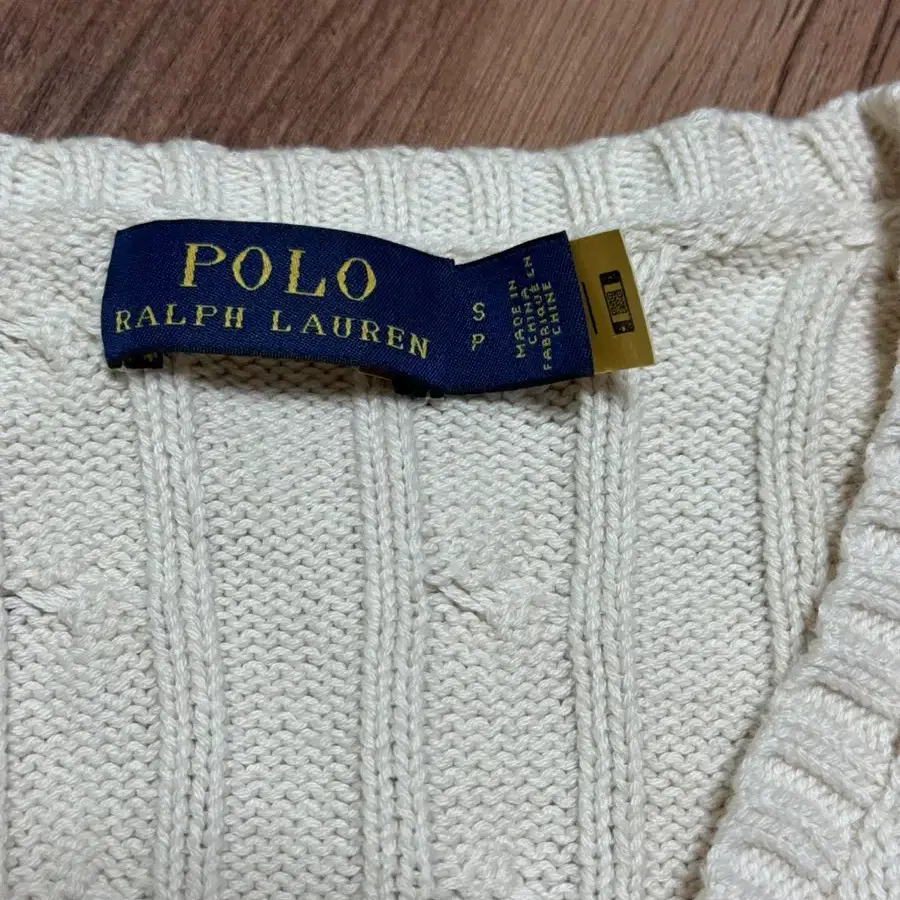 POLO
RALPH LAUREN
S
P
MADE IN
CHINA
FABRIQUÉ EN
CHINE